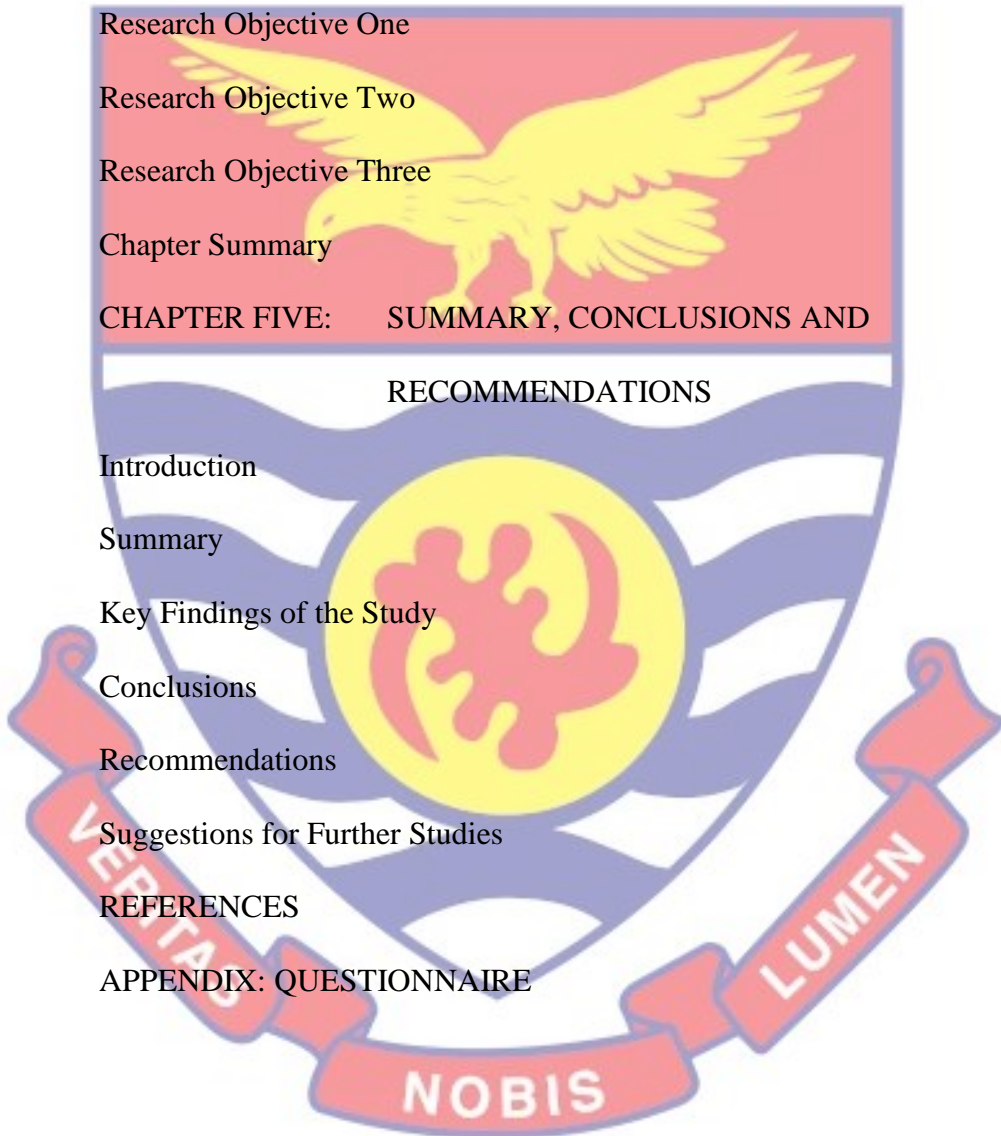 Research Objective One
Research Objective Two
Research Objective Three
Chapter Summary
CHAPTER FIVE: SUMMARY, CONCLUSIONS AND
RECOMMENDATIONS
Introduction
Summary
Key Findings of the Study
Conclusions
Recommendations
Suggestions for Further Studies
REFERENCES
APPENDIX: QUESTIONNAIRE
VERITAS
NOBIS
LUMEN